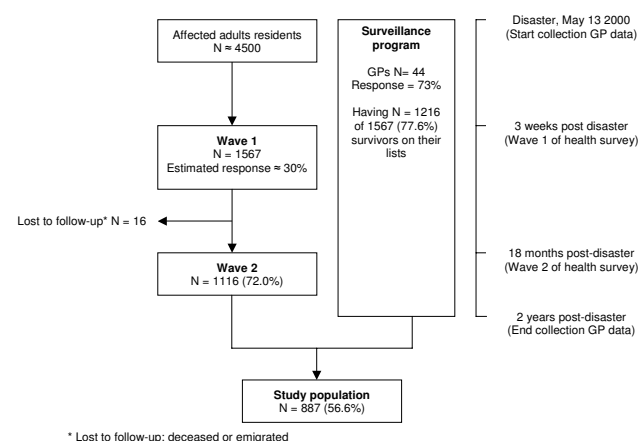 Affected adults residents
N ≈ 4500
Wave 1
N = 1567
Estimated response ≈ 30%
Lost to follow-up* N = 16
Wave 2
N = 1116 (72.0%)
Surveillance
program
GPs N= 44
Response = 73%
Having N = 1216
of 1567 (77.6%)
survivors on their
lists
Disaster, May 13 2000
(Start collection GP data)
3 weeks post disaster
(Wave 1 of health survey)
18 months post-disaster
(Wave 2 of health survey)
2 years post-disaster
(End collection GP data)
Study population
N = 887 (56.6%)
* Lost to follow-up: deceased or emigrated